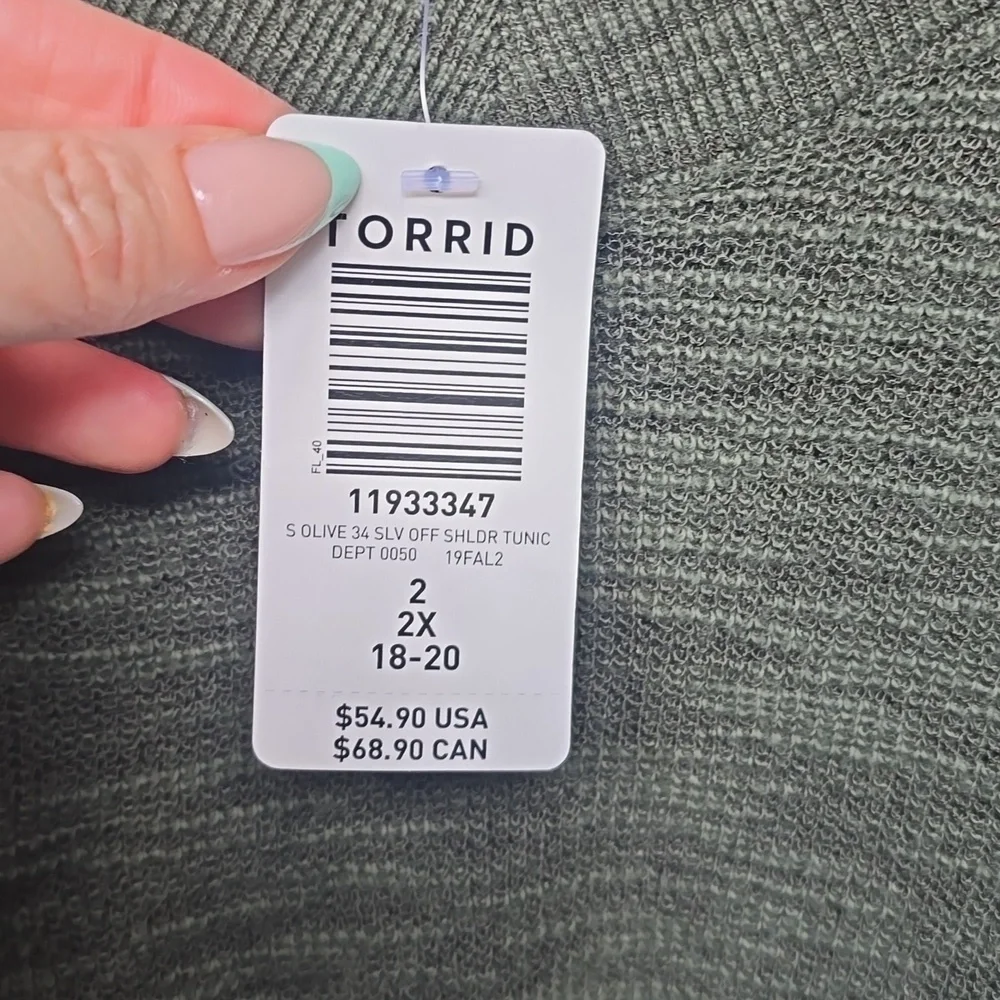 TORRID
FL_40
11933347
S OLIVE 34 SLV OFF SHLDR TUNIC
DEPT 0050 19FAL2
2
2X
18-20
$54.90 USA
$68.90 CAN